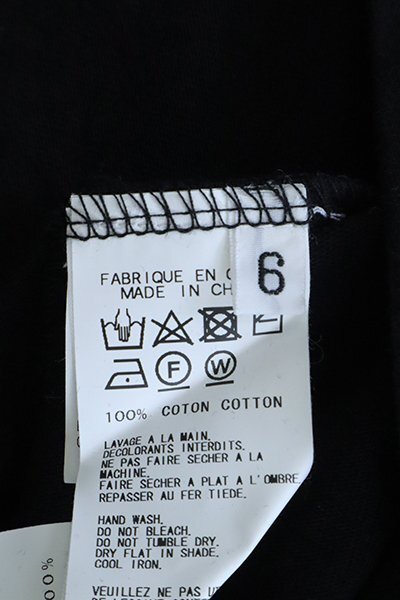 FABRIQUE EN
MADE IN
6
F
W
100% COTON COTTON
LAVAGE A LA MAIN.
DECOLORANTS INTERDITS.
NE PAS FAIRE SECHER A LA
MACHINE.
FAIRE SÉCHER A PLAT A L'OMBRE
REPASSER AU FER TIEDE.
HAND WASH.
DO NOT BLEACH.
DO NOT TUMBLE DRY.
DRY FLAT IN SHADE.
COOL IRON.
VEUILLEZ NE PAS
00%